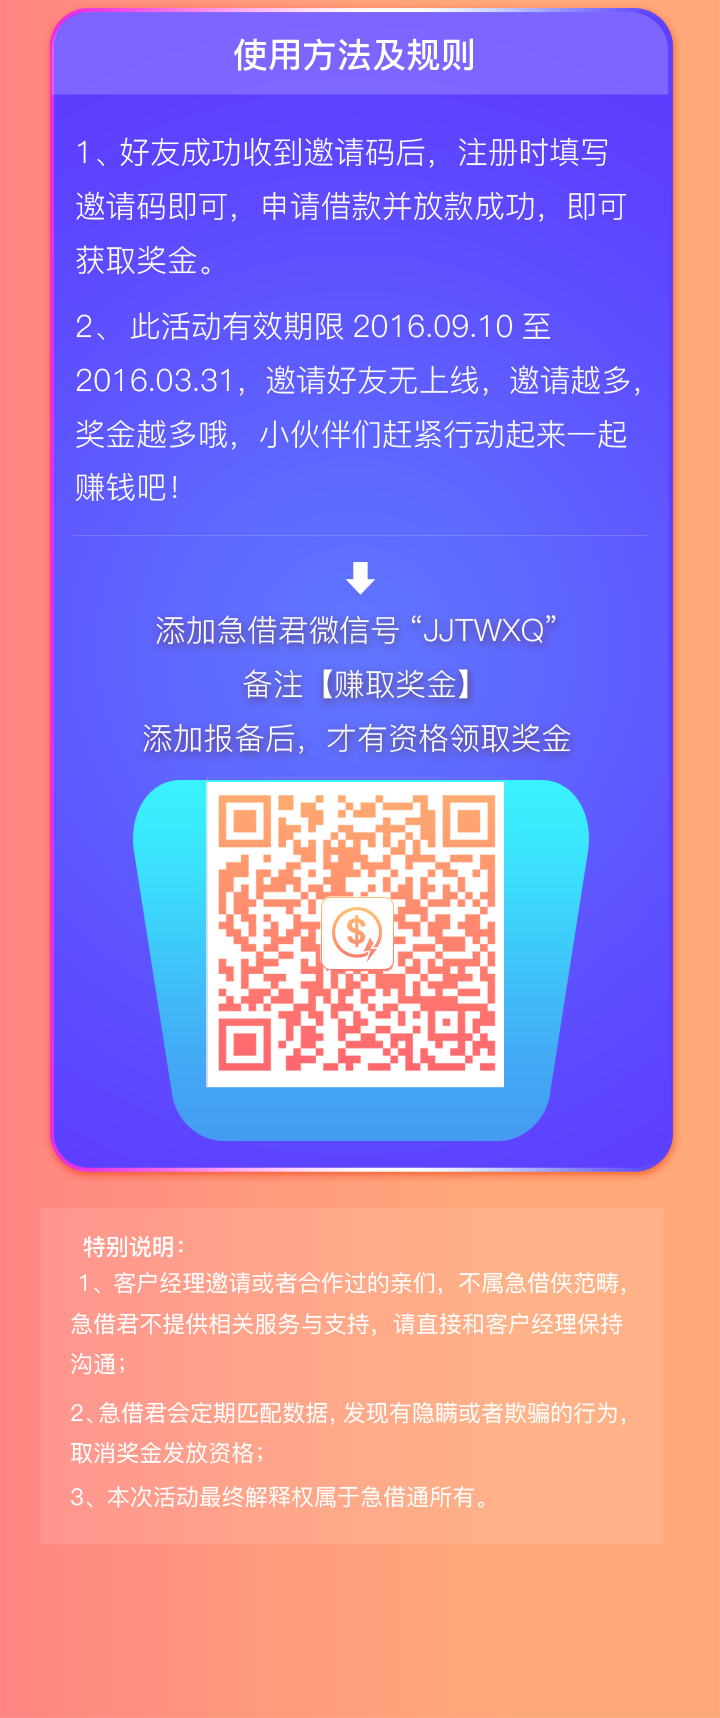 使用方法及规则
1、好友成功收到邀请码后，注册时填写
邀请码即可，申请借款并放款成功，即可
获取奖金。
2、 此活动有效期限 2016.09.10 至
2016.03.31，邀请好友无上线，邀请越多，
奖金越多哦，小伙伴们赶紧行动起来一起
赚钱吧！
添加急借君微信号 “JJTWXQ”
备注【赚取奖金】
添加报备后，才有资格领取奖金
特别说明：
1、客户经理邀请或者合作过的亲们，不属急借侠范畴，
急借君不提供相关服务与支持，请直接和客户经理保持
沟通；
2、急借君会定期匹配数据，发现有隐瞒或者欺骗的行为，
取消奖金发放资格；
3、本次活动最终解释权属于急借通所有。